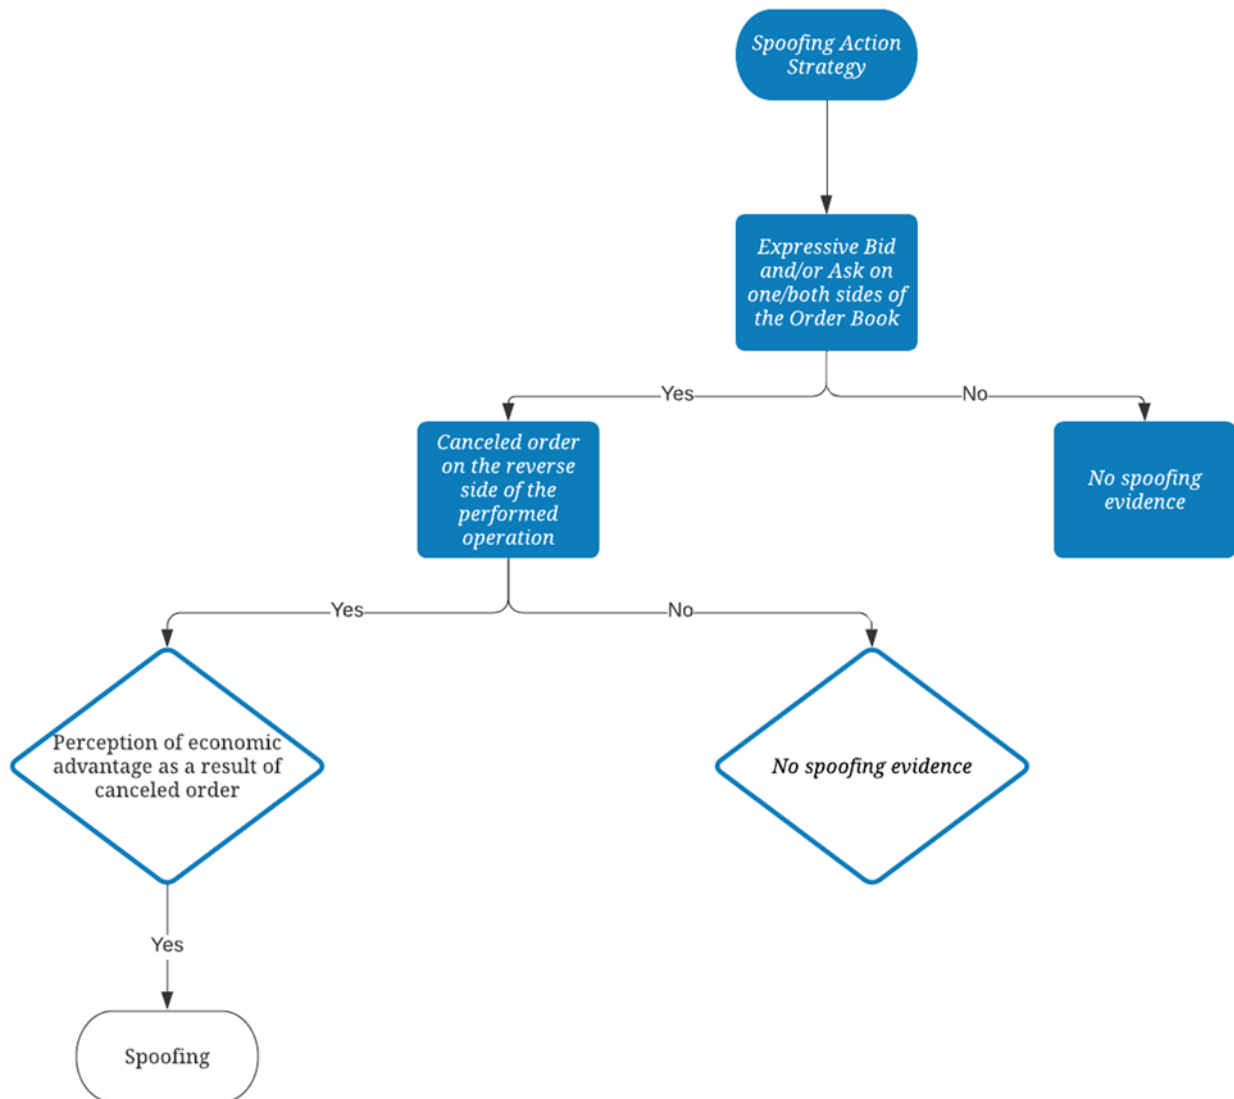 Spoofing Action
Strategy
Expressive Bid
and/or Ask on
one/both sides of
the Order Book
Yes
No
Canceled order
on the reverse
side of the
performed
operation
No spoofing
evidence
Yes
No
Perception of economic
advantage as a result of
canceled order
No spoofing evidence
Yes
Spoofing